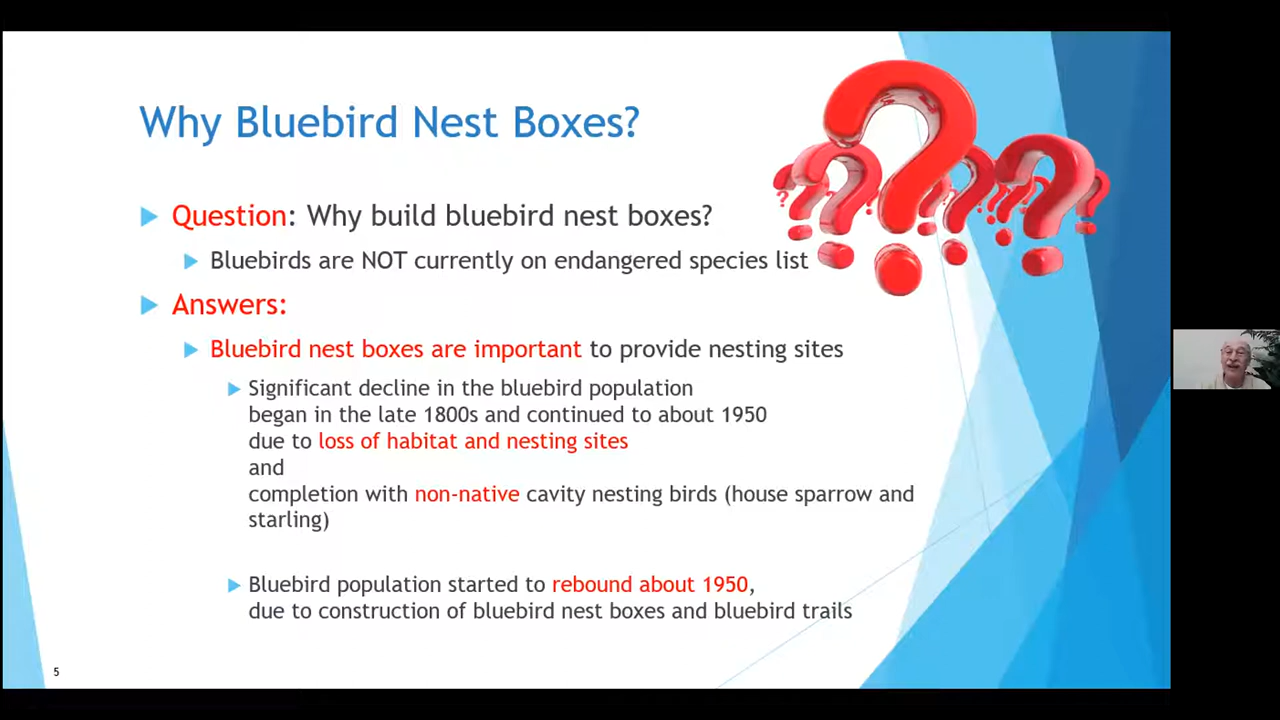 Why Bluebird Nest Boxes?
Question: Why build bluebird nest boxes?
Bluebirds are NOT currently on endangered species list
Answers:
Bluebird nest boxes are important to provide nesting sites
Significant decline in the bluebird population
began in the late 1800s and continued to about 1950
due to loss of habitat and nesting sites
and
completion with non-native cavity nesting birds (house sparrow and
starling)
Bluebird population started to rebound about 1950,
due to construction of bluebird nest boxes and bluebird trails
5